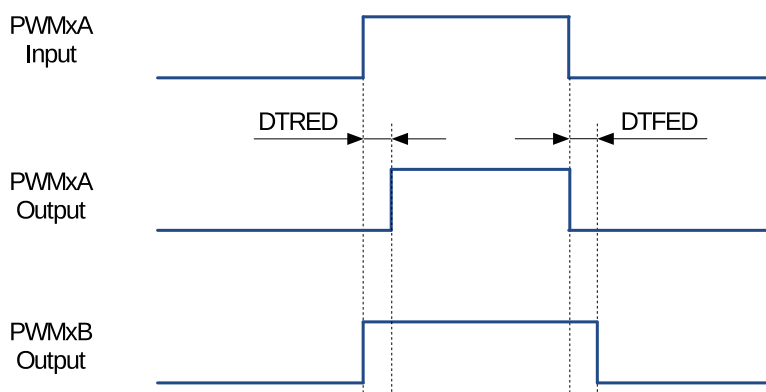 PWMxA
Input
DTRED
DTFED
PWMxA
Output
PWMxB
Output